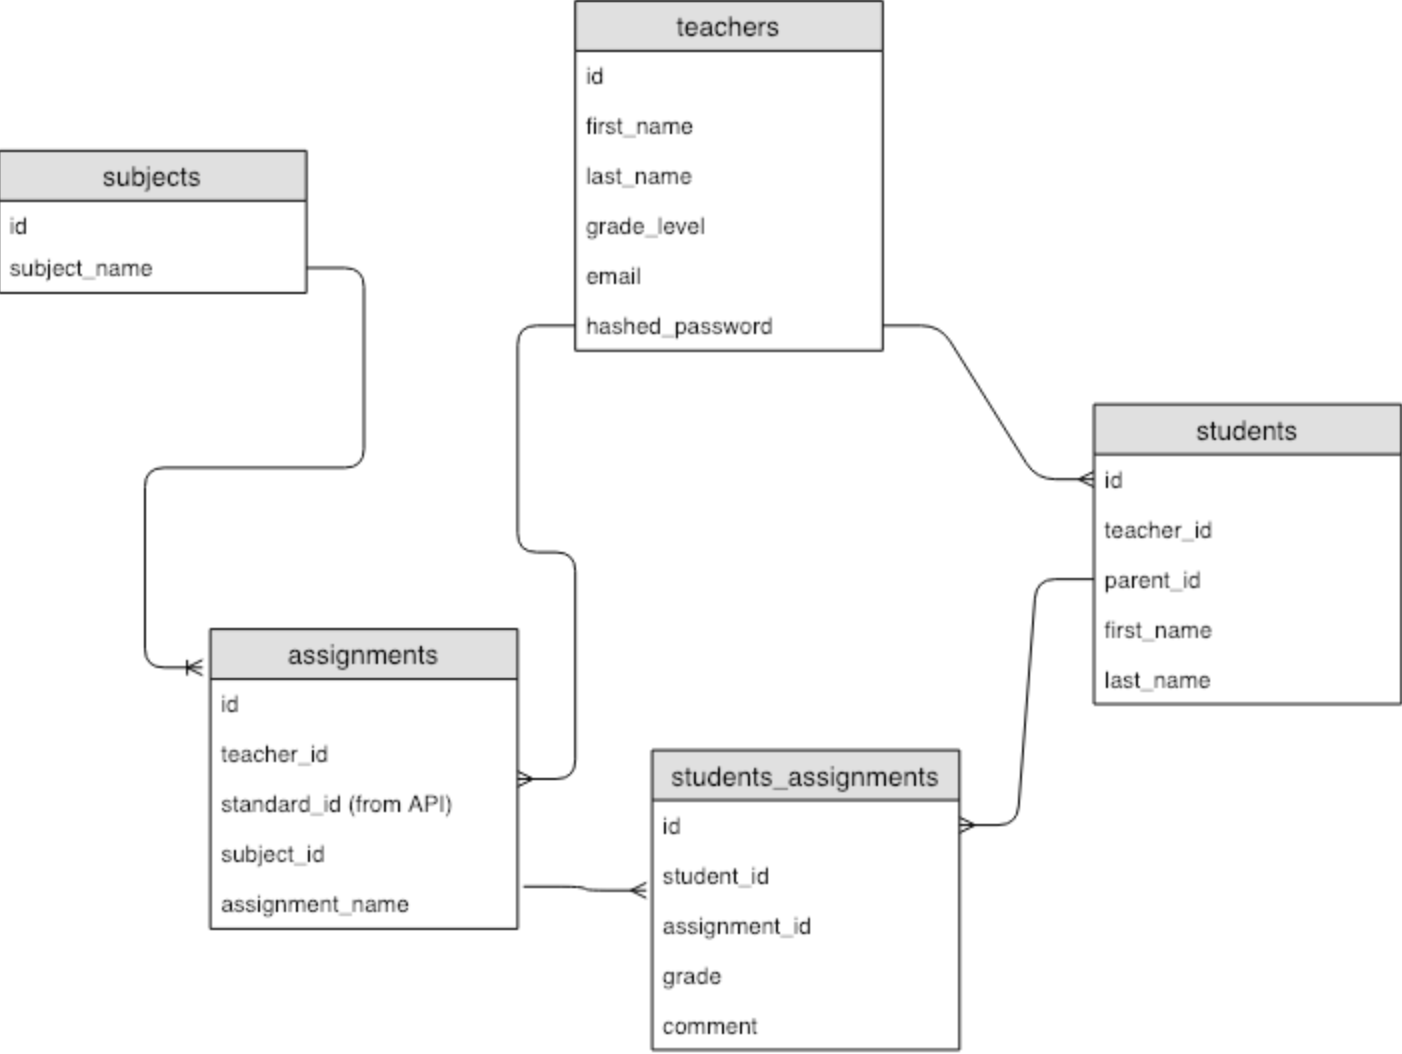 teachers
id
first_name
last_name
grade_level
email
hashed_password
subjects
id
subject_name
students
id
teacher_id
parent_id
first_name
last_name
assignments
id
teacher_id
standard_id (from API)
subject_id
assignment_name
students_assignments
id
student_id
assignment_id
grade
comment